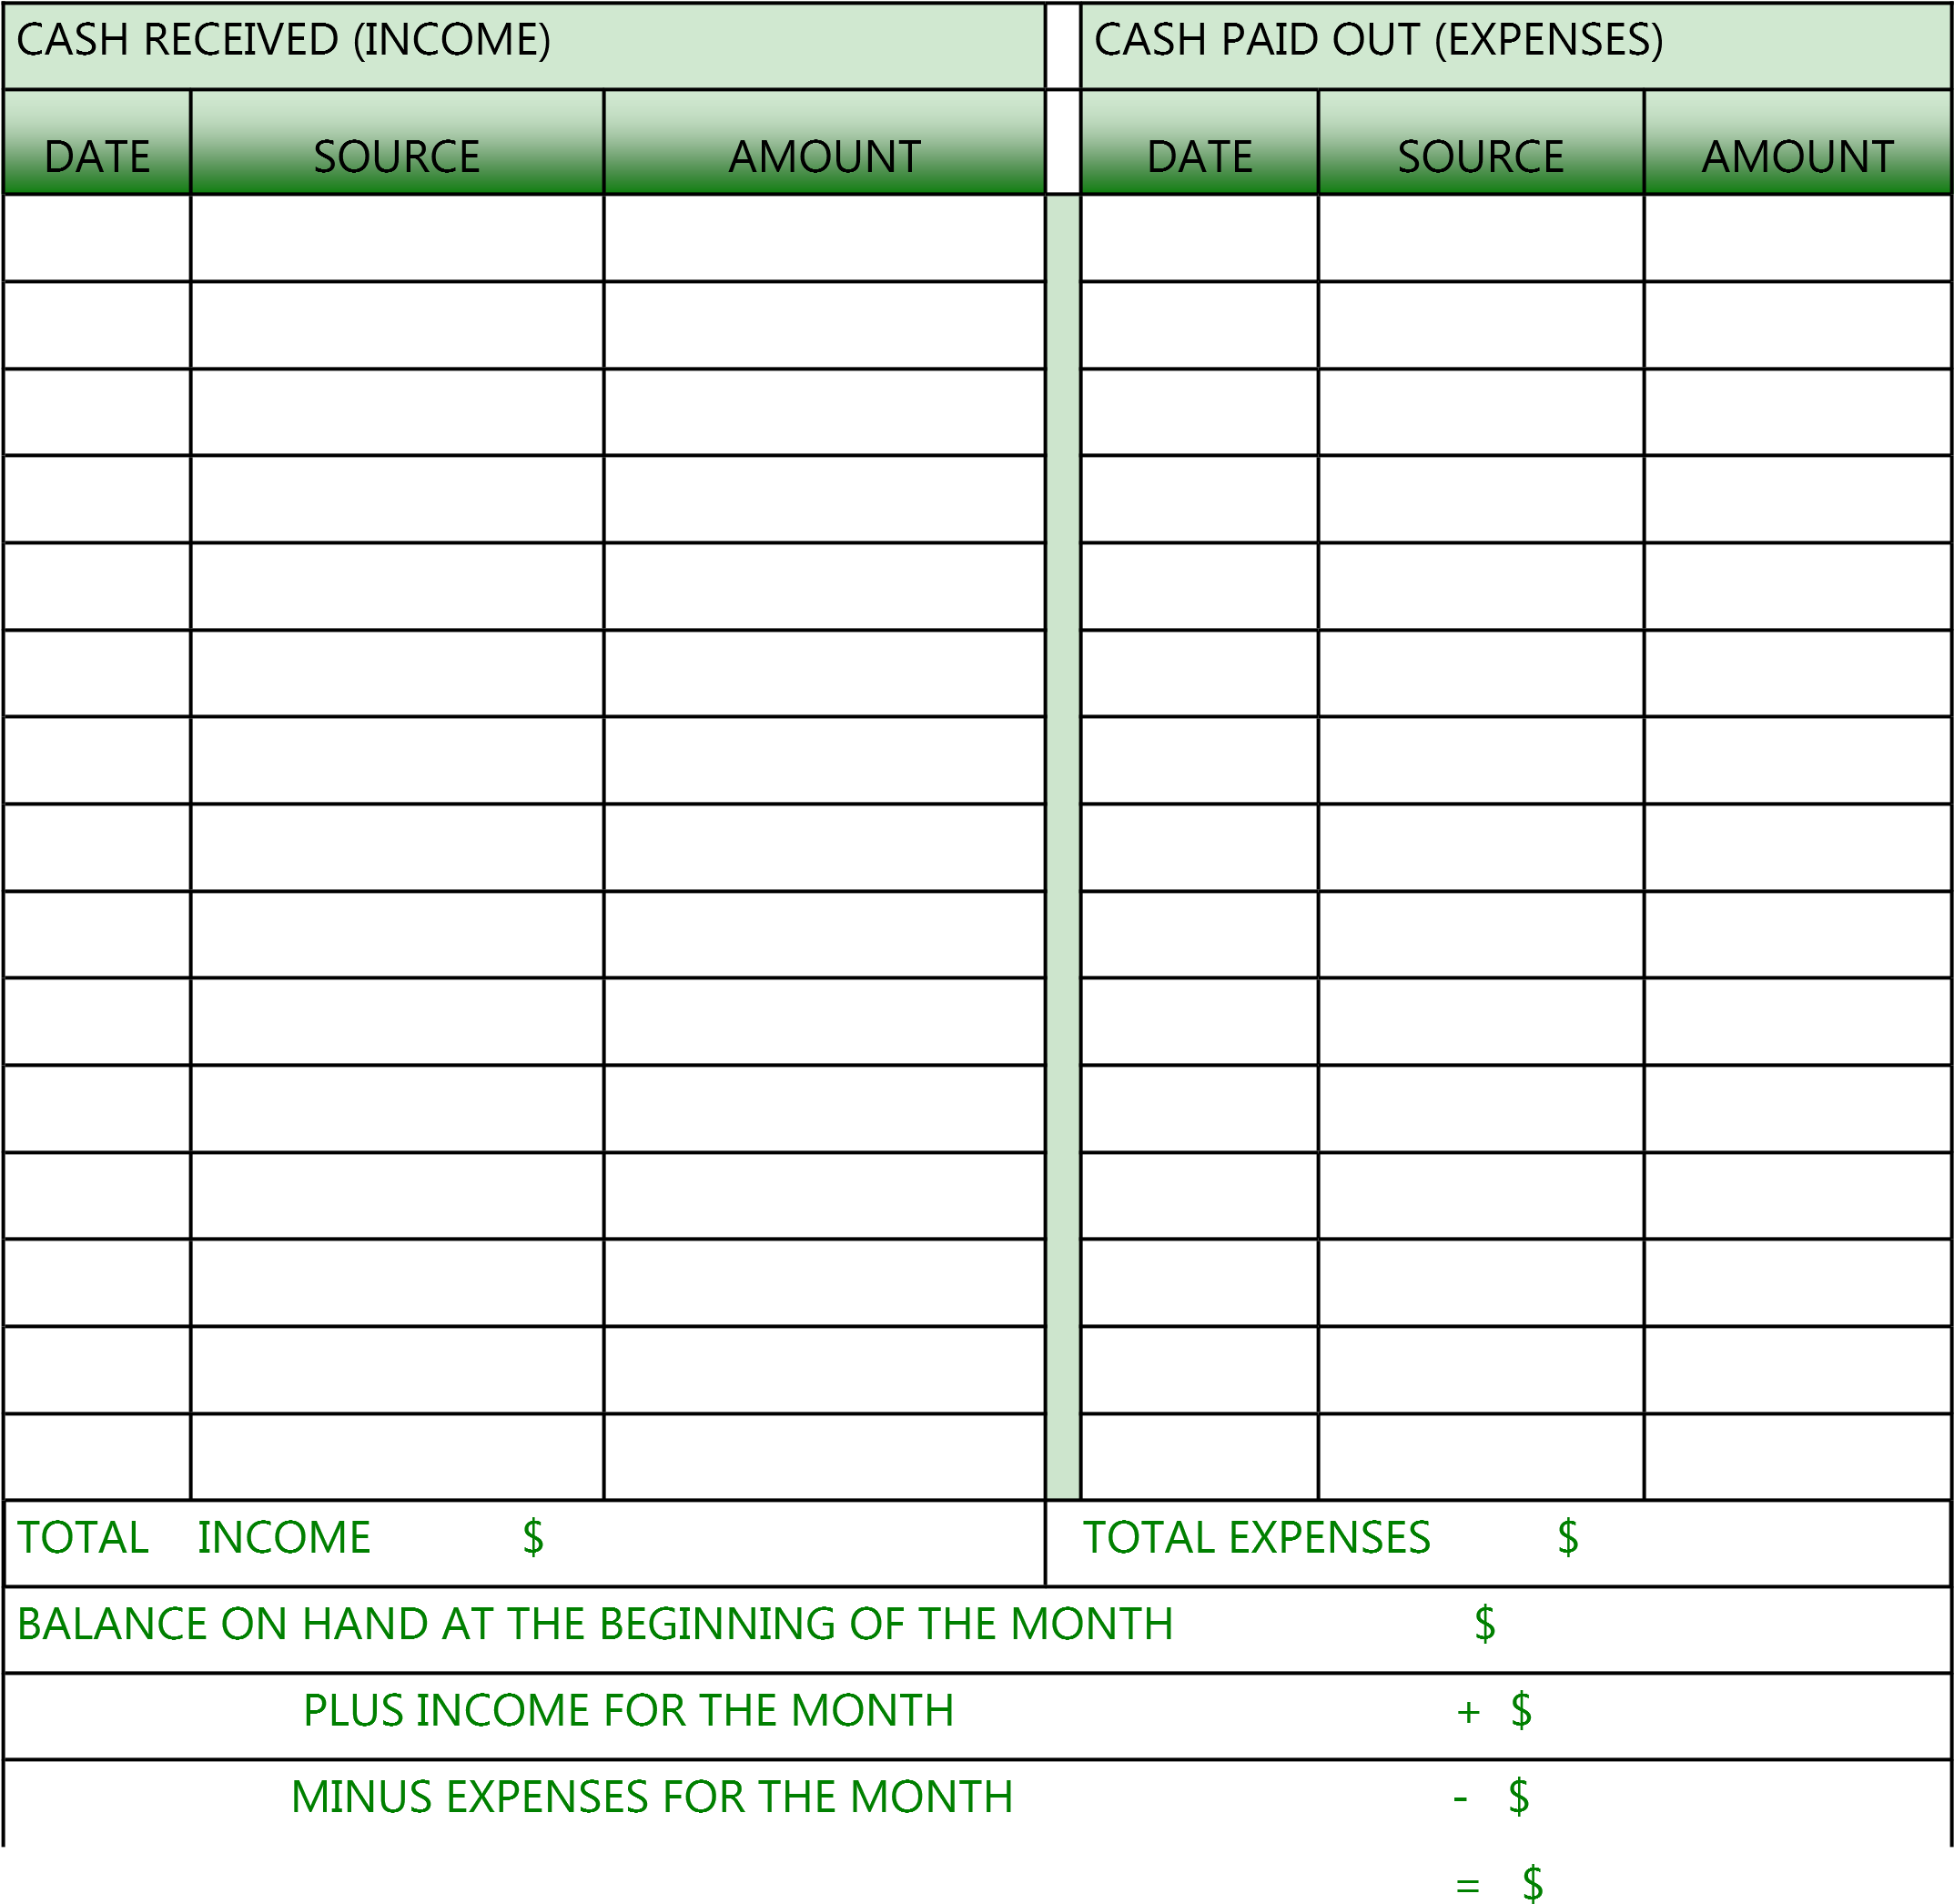 CASH RECEIVED (INCOME) CASH PAID OUT (EXPENSES)
DATE SOURCE AMOUNT DATE SOURCE AMOUNT
TOTAL INCOME $ TOTAL EXPENSES $
BALANCE ON HAND AT THE BEGINNING OF THE MONTH $
PLUS INCOME FOR THE MONTH + $
MINUS EXPENSES FOR THE MONTH - $
= $